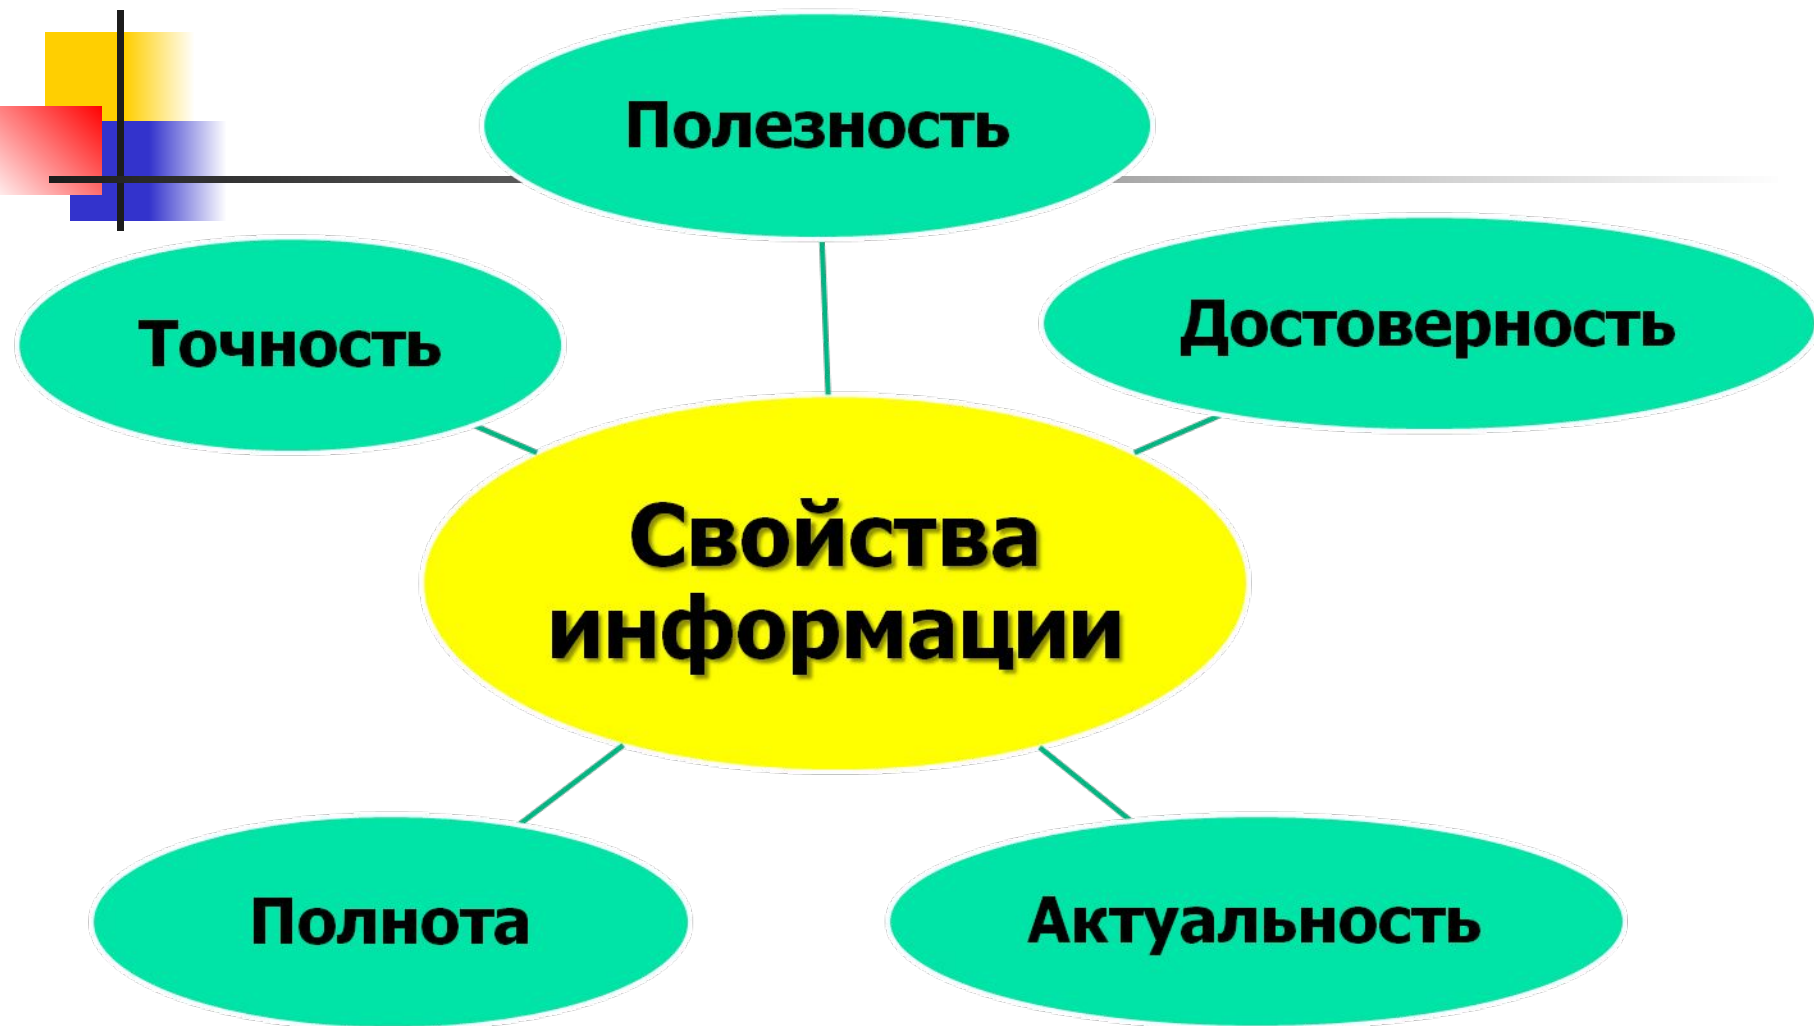 Полезность
Точность
Достоверность
Свойства
информации
Полнота
Актуальность